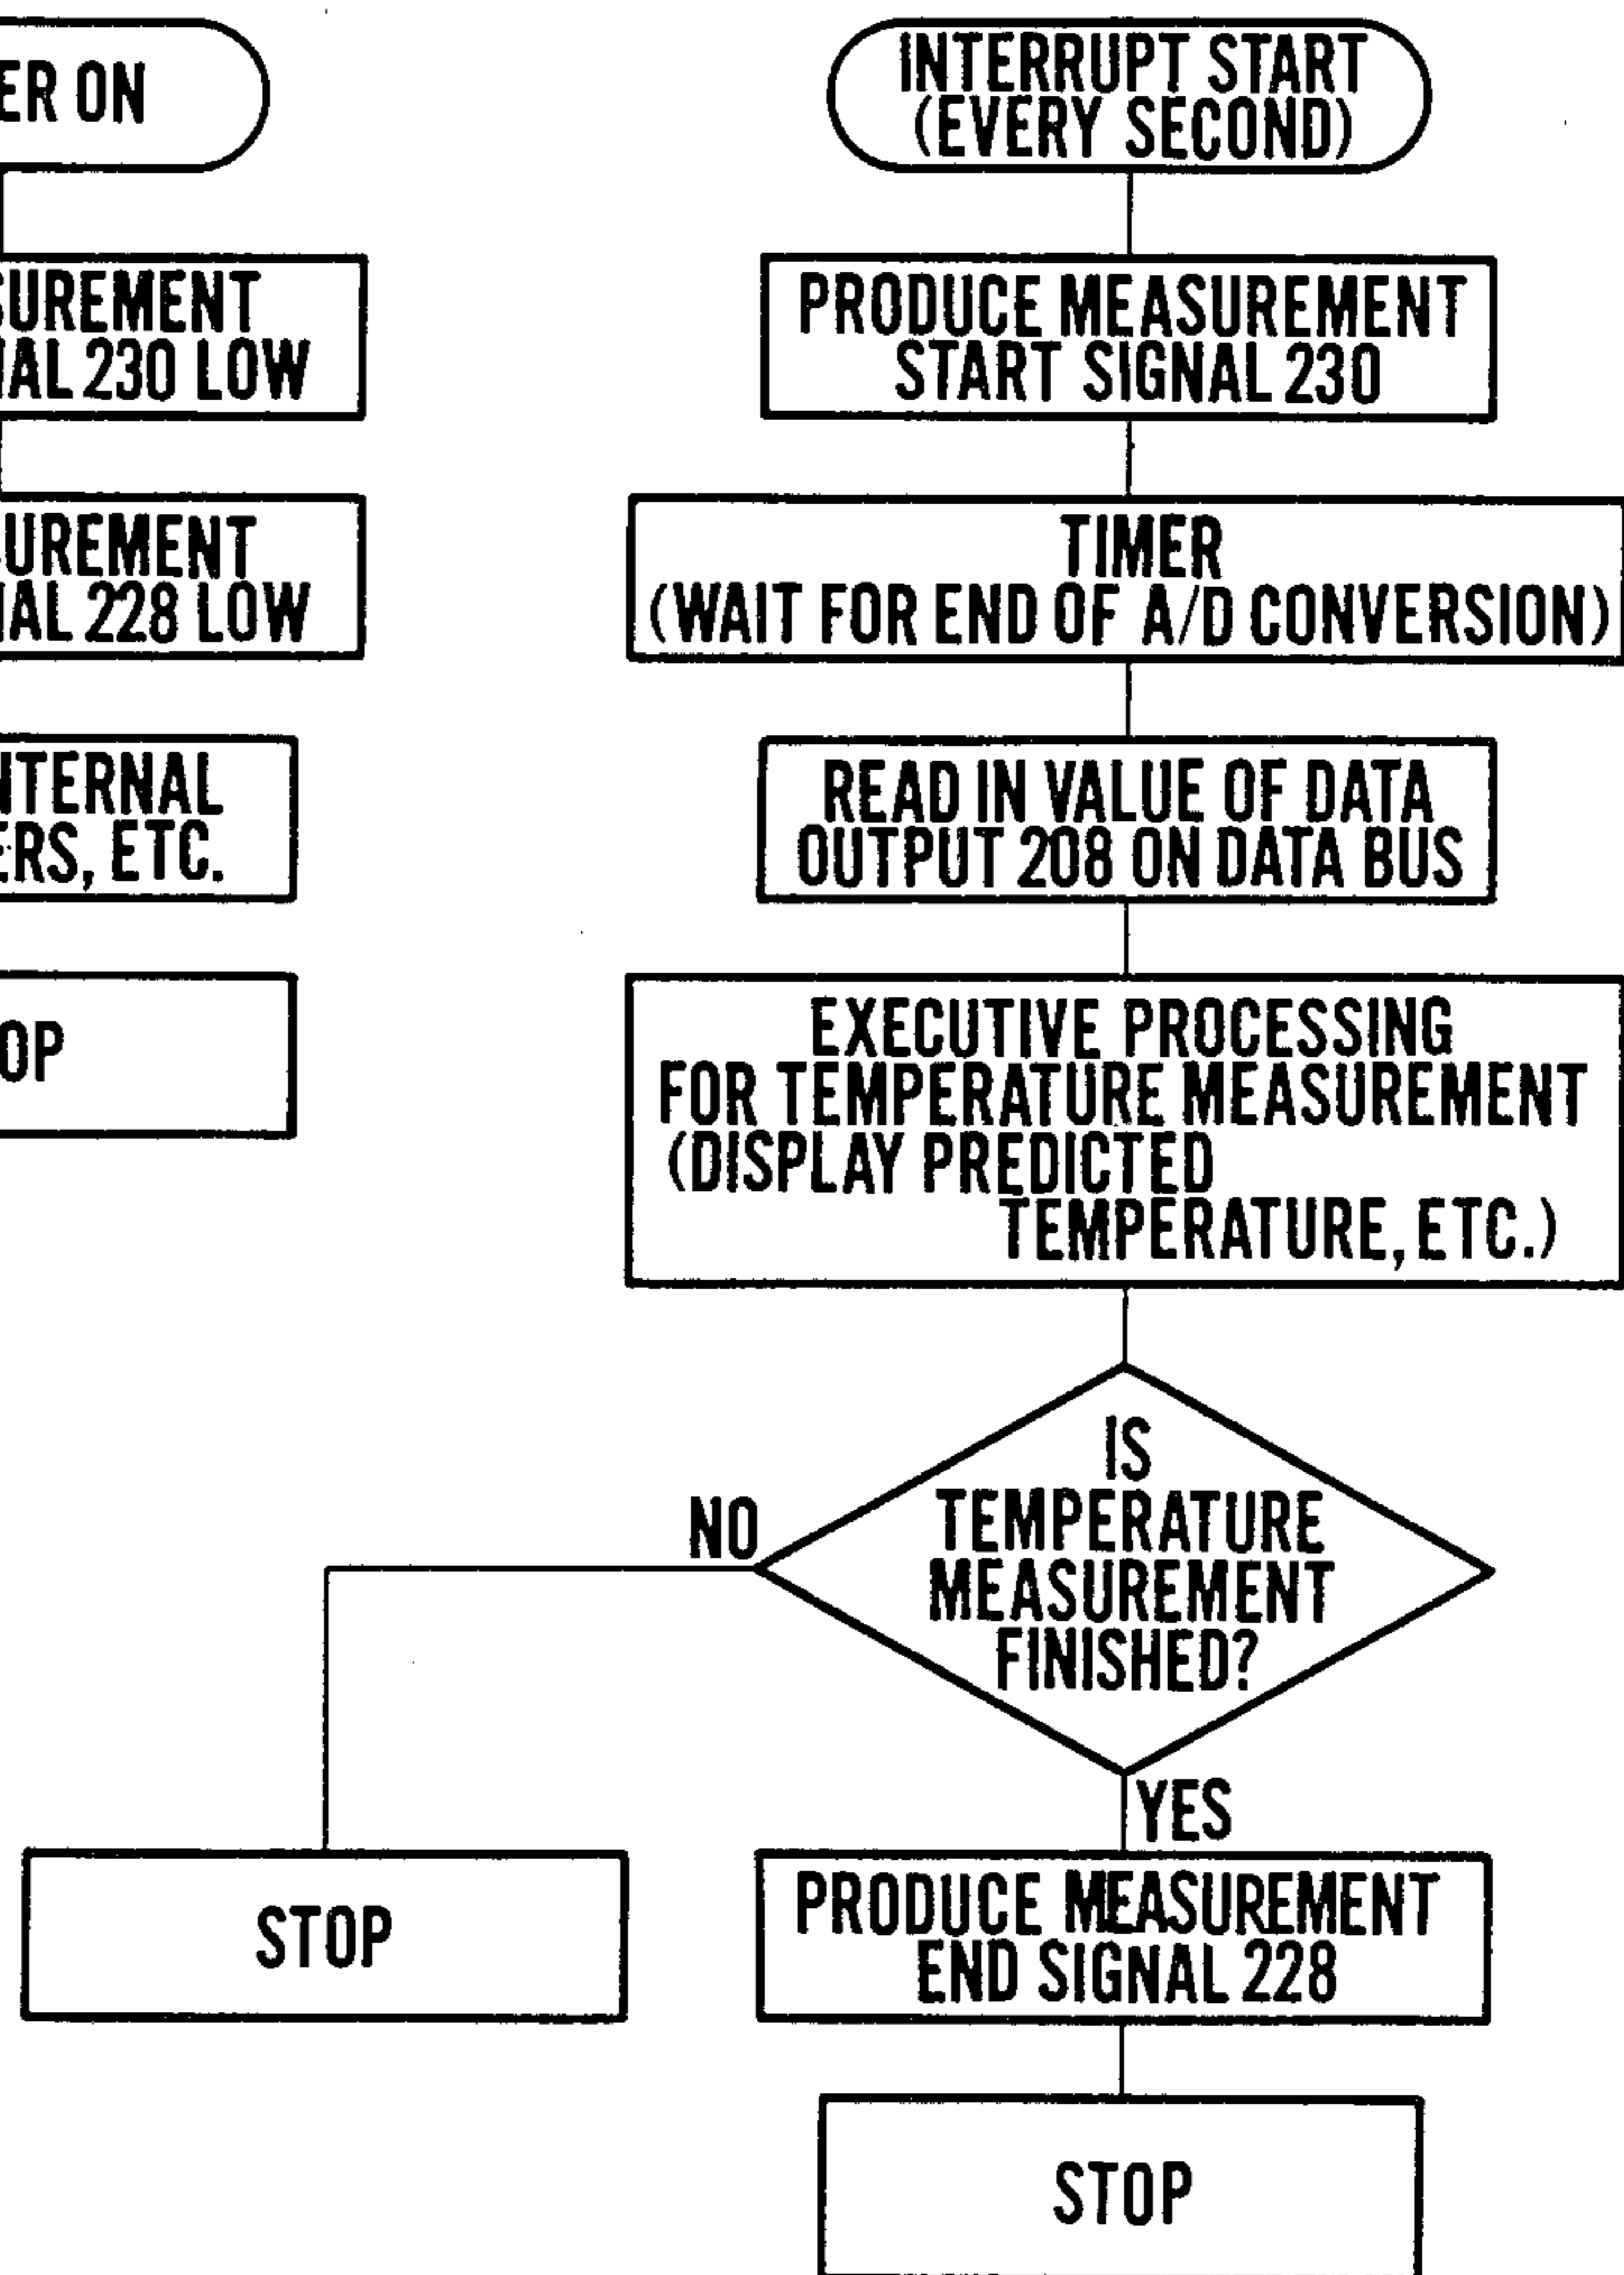 ER ON
SUREMENT
NAL 230 LOW
UREMENT
NAL 228 LOW
NTERNAL
ERS, ETC.
OP
INTERRUPT START
(EVERY SECOND)
PRODUCE MEASUREMENT
START SIGNAL 230
TIMER
(WAIT FOR END OF A/D CONVERSION)
READ IN VALUE OF DATA
OUTPUT 208 ON DATA BUS
EXECUTIVE PROCESSING
FOR TEMPERATURE MEASUREMENT
(DISPLAY PREDICTED
TEMPERATURE, ETC.)
IS
TEMPERATURE
MEASUREMENT
FINISHED?
NO
YES
STOP
PRODUCE MEASUREMENT
END SIGNAL 228
STOP